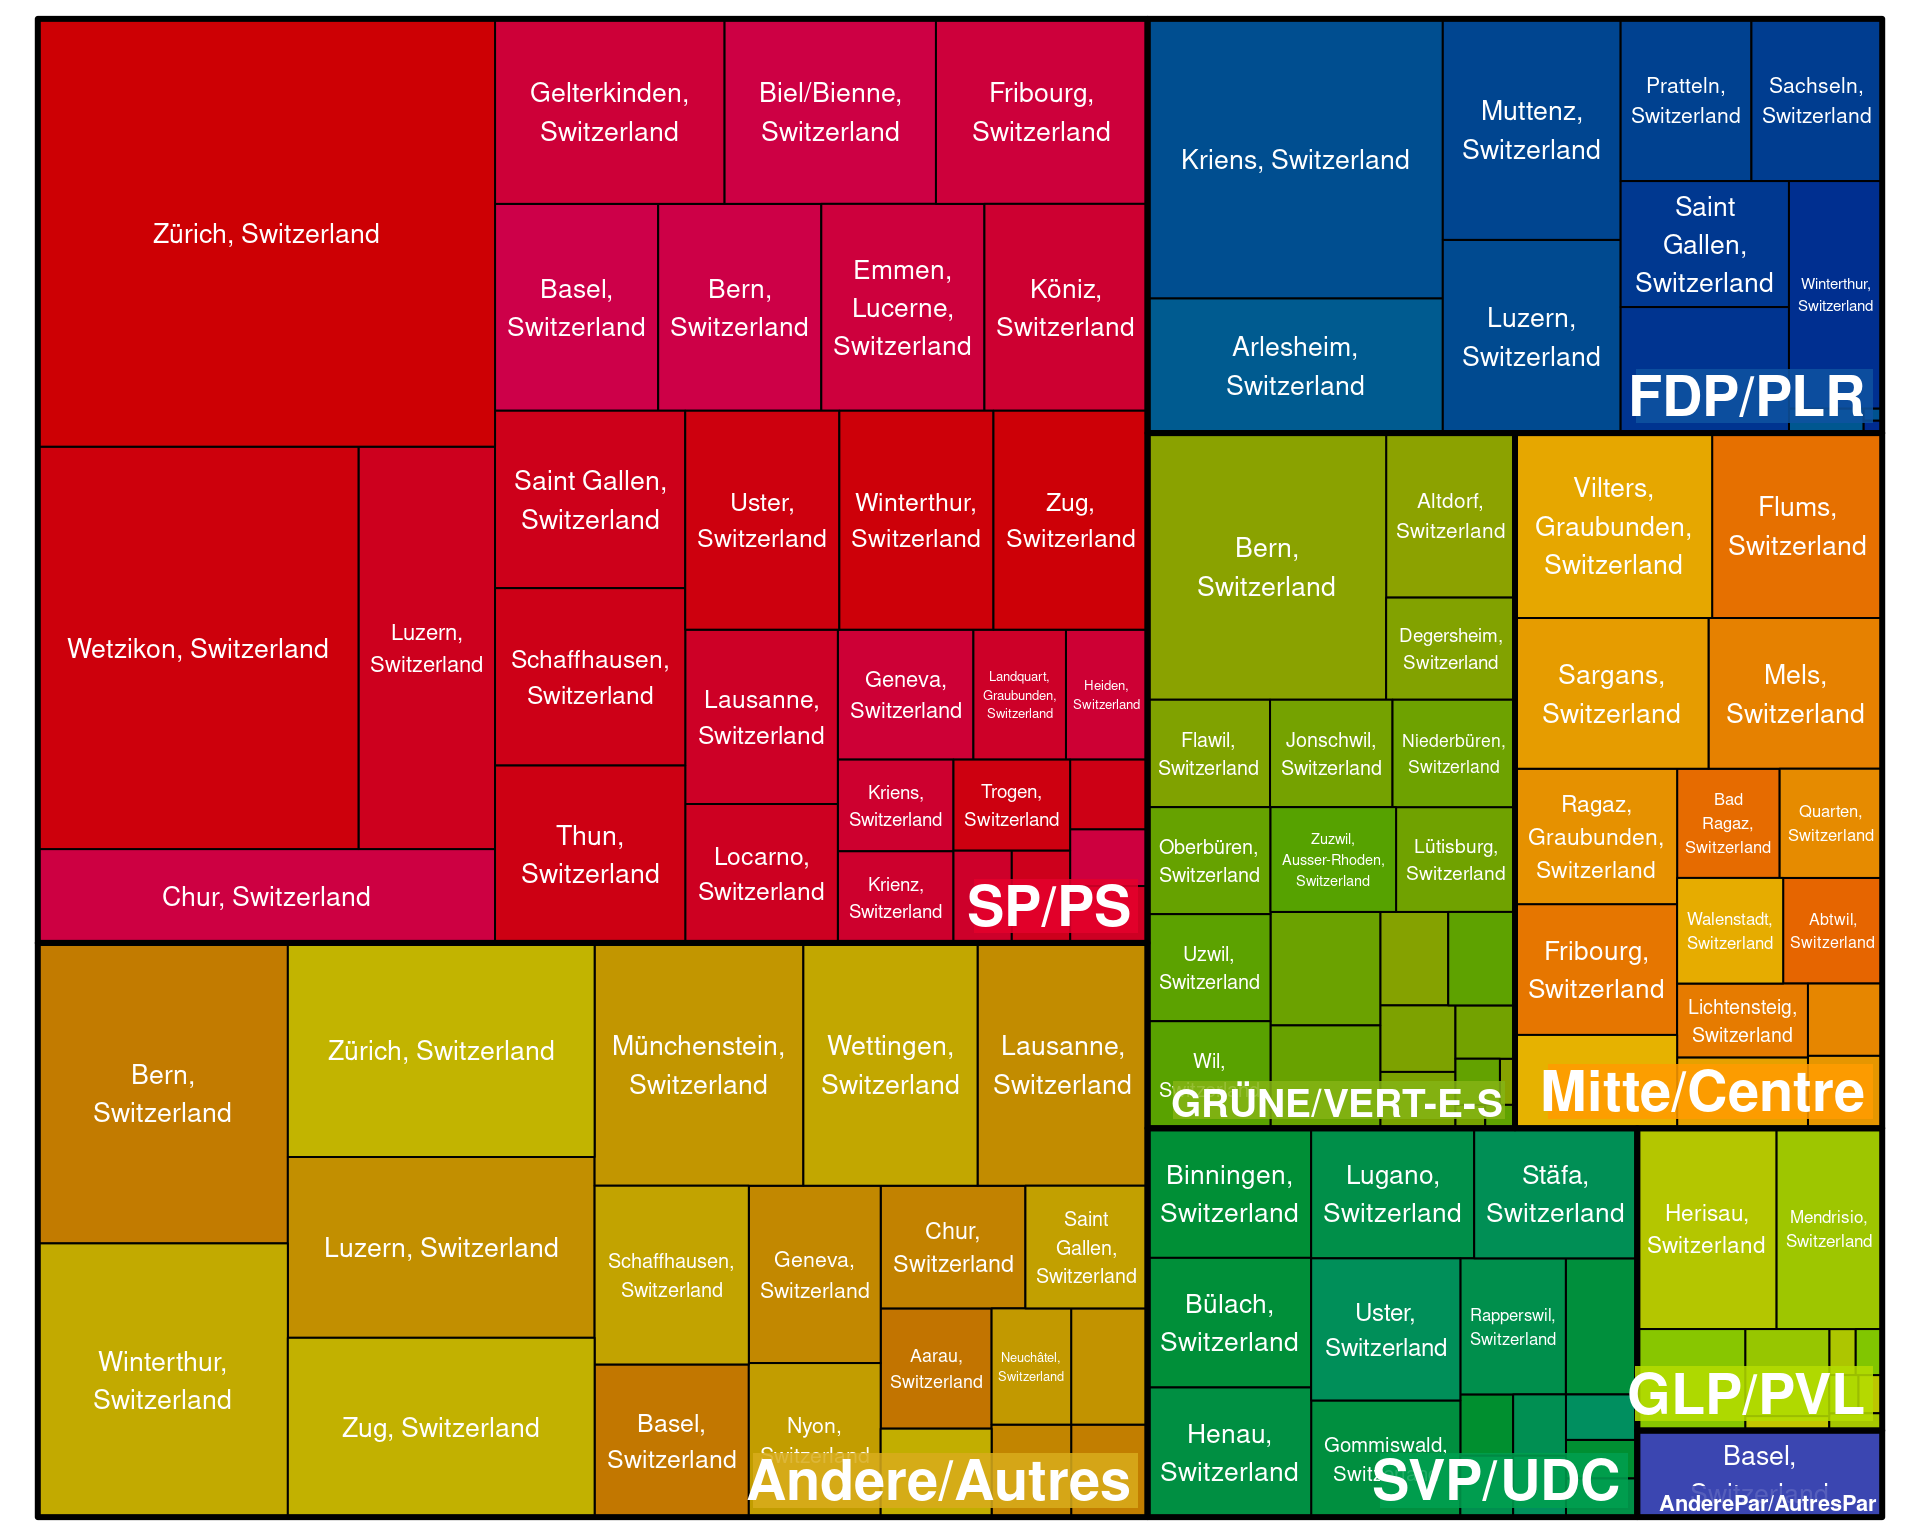 Zürich, Switzerland
Wetzikon, Switzerland
Luzern,
Switzerland
Chur, Switzerland
Gelterkinden,
Switzerland
Biel/Bienne,
Switzerland
Fribourg,
Switzerland
Basel,
Switzerland
Bern,
Switzerland
Emmen,
Lucerne,
Switzerland
Köniz,
Switzerland
Saint Gallen,
Switzerland
Schaffhausen,
Switzerland
Thun,
Switzerland
Uster,
Switzerland
Winterthur,
Switzerland
Zug,
Switzerland
Lausanne,
Switzerland
Locarno,
Switzerland
Geneva,
Switzerland
Landquart,
Graubunden,
Switzerland
Heiden,
Switzerland
Kriens,
Switzerland
Trogen,
Switzerland
Krienz,
Switzerland
SP/PS
Kriens, Switzerland
Arlesheim,
Switzerland
Muttenz,
Switzerland
Luzern,
Switzerland
Pratteln,
Switzerland
Sachseln,
Switzerland
Saint
Gallen,
Switzerland
Winterthur,
Switzerland
FDP/PLR
Bern,
Switzerland
Altdorf,
Switzerland
Degersheim,
Switzerland
Flawil,
Switzerland
Jonschwil,
Switzerland
Niederbüren,
Switzerland
Oberbüren,
Switzerland
Zuzwil,
Ausser-Rhoden,
Switzerland
Lütisburg,
Switzerland
Uzwil,
Switzerland
Wil,
Switzerland
GRÜNE/VERT-E-S
Vilters,
Graubunden,
Switzerland
Flums,
Switzerland
Sargans,
Switzerland
Mels,
Switzerland
Ragaz,
Graubunden,
Switzerland
Bad
Ragaz,
Switzerland
Quarten,
Switzerland
Fribourg,
Switzerland
Walenstadt,
Switzerland
Abtwil,
Switzerland
Lichtensteig,
Switzerland
Mitte/Centre
Bern,
Switzerland
Winterthur,
Switzerland
Zürich, Switzerland
Luzern, Switzerland
Zug, Switzerland
Münchenstein,
Switzerland
Wettingen,
Switzerland
Lausanne,
Switzerland
Schaffhausen,
Switzerland
Basel,
Switzerland
Geneva,
Switzerland
Nyon,
Switzerland
Chur,
Switzerland
Saint
Gallen,
Switzerland
Aarau,
Switzerland
Neuchâtel,
Switzerland
Andere/Autres
Binningen,
Switzerland
Lugano,
Switzerland
Stäfa,
Switzerland
Bülach,
Switzerland
Uster,
Switzerland
Rapperswil,
Switzerland
Henau,
Switzerland
Gommiswald,
Switzerland
SVP/UDC
Herisau,
Switzerland
Mendrisio,
Switzerland
GLP/PVL
Basel,
Switzerland
AnderePar/AutresPar